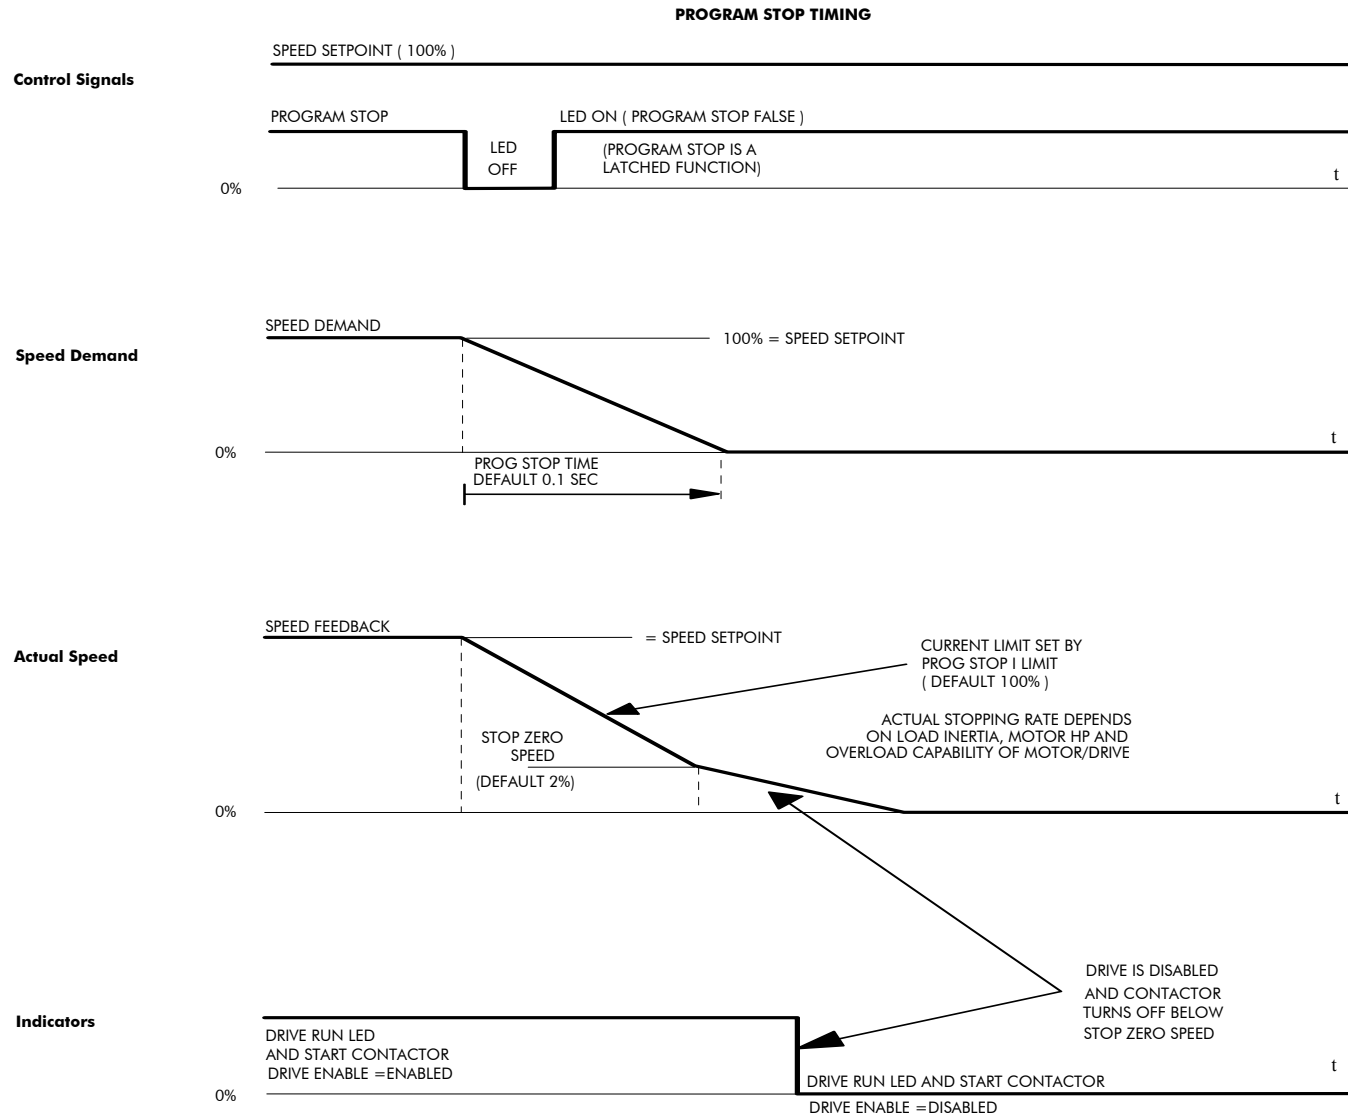 PROGRAM STOP TIMING
SPEED SETPOINT ( 100% )
Control Signals
PROGRAM STOP
LED ON ( PROGRAM STOP FALSE )
LED
OFF
(PROGRAM STOP IS A
LATCHED FUNCTION)
t
0%
SPEED DEMAND
100% = SPEED SETPOINT
Speed Demand
t
0%
PROG STOP TIME
DEFAULT 0.1 SEC
SPEED FEEDBACK
= SPEED SETPOINT
Actual Speed
CURRENT LIMIT SET BY
PROG STOP I LIMIT
( DEFAULT 100% )
ACTUAL STOPPING RATE DEPENDS
ON LOAD INERTIA, MOTOR HP AND
OVERLOAD CAPABILITY OF MOTOR/DRIVE
STOP ZERO
SPEED
(DEFAULT 2%)
t
0%
DRIVE IS DISABLED
AND CONTACTOR
TURNS OFF BELOW
STOP ZERO SPEED
Indicators
DRIVE RUN LED
AND START CONTACTOR
DRIVE ENABLE =ENABLED
t
0%
DRIVE RUN LED AND START CONTACTOR
DRIVE ENABLE =DISABLED